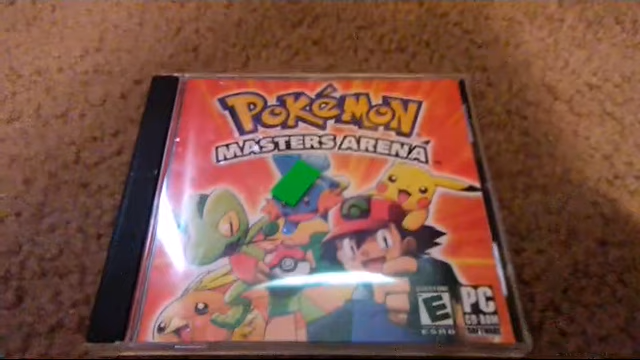 POKéMON
MASTERS ARENA
E
ESRB
PC
CD-ROM
SOFTWARE